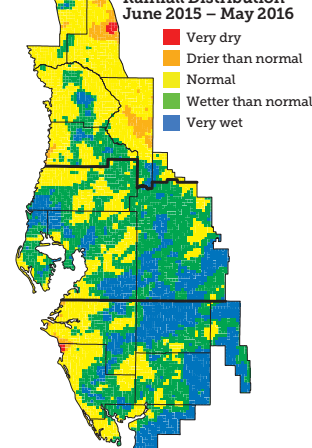 Rainfall Distribution
June 2015 – May 2016
Very dry
Drier than normal
Normal
Wetter than normal
Very wet